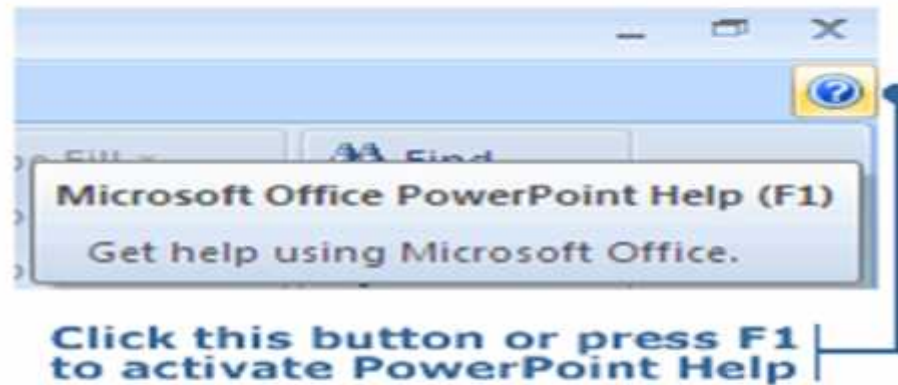 Fill
Find
Microsoft Office PowerPoint Help (F1)
Get help using Microsoft Office.
Click this button or press F1
to activate PowerPoint Help